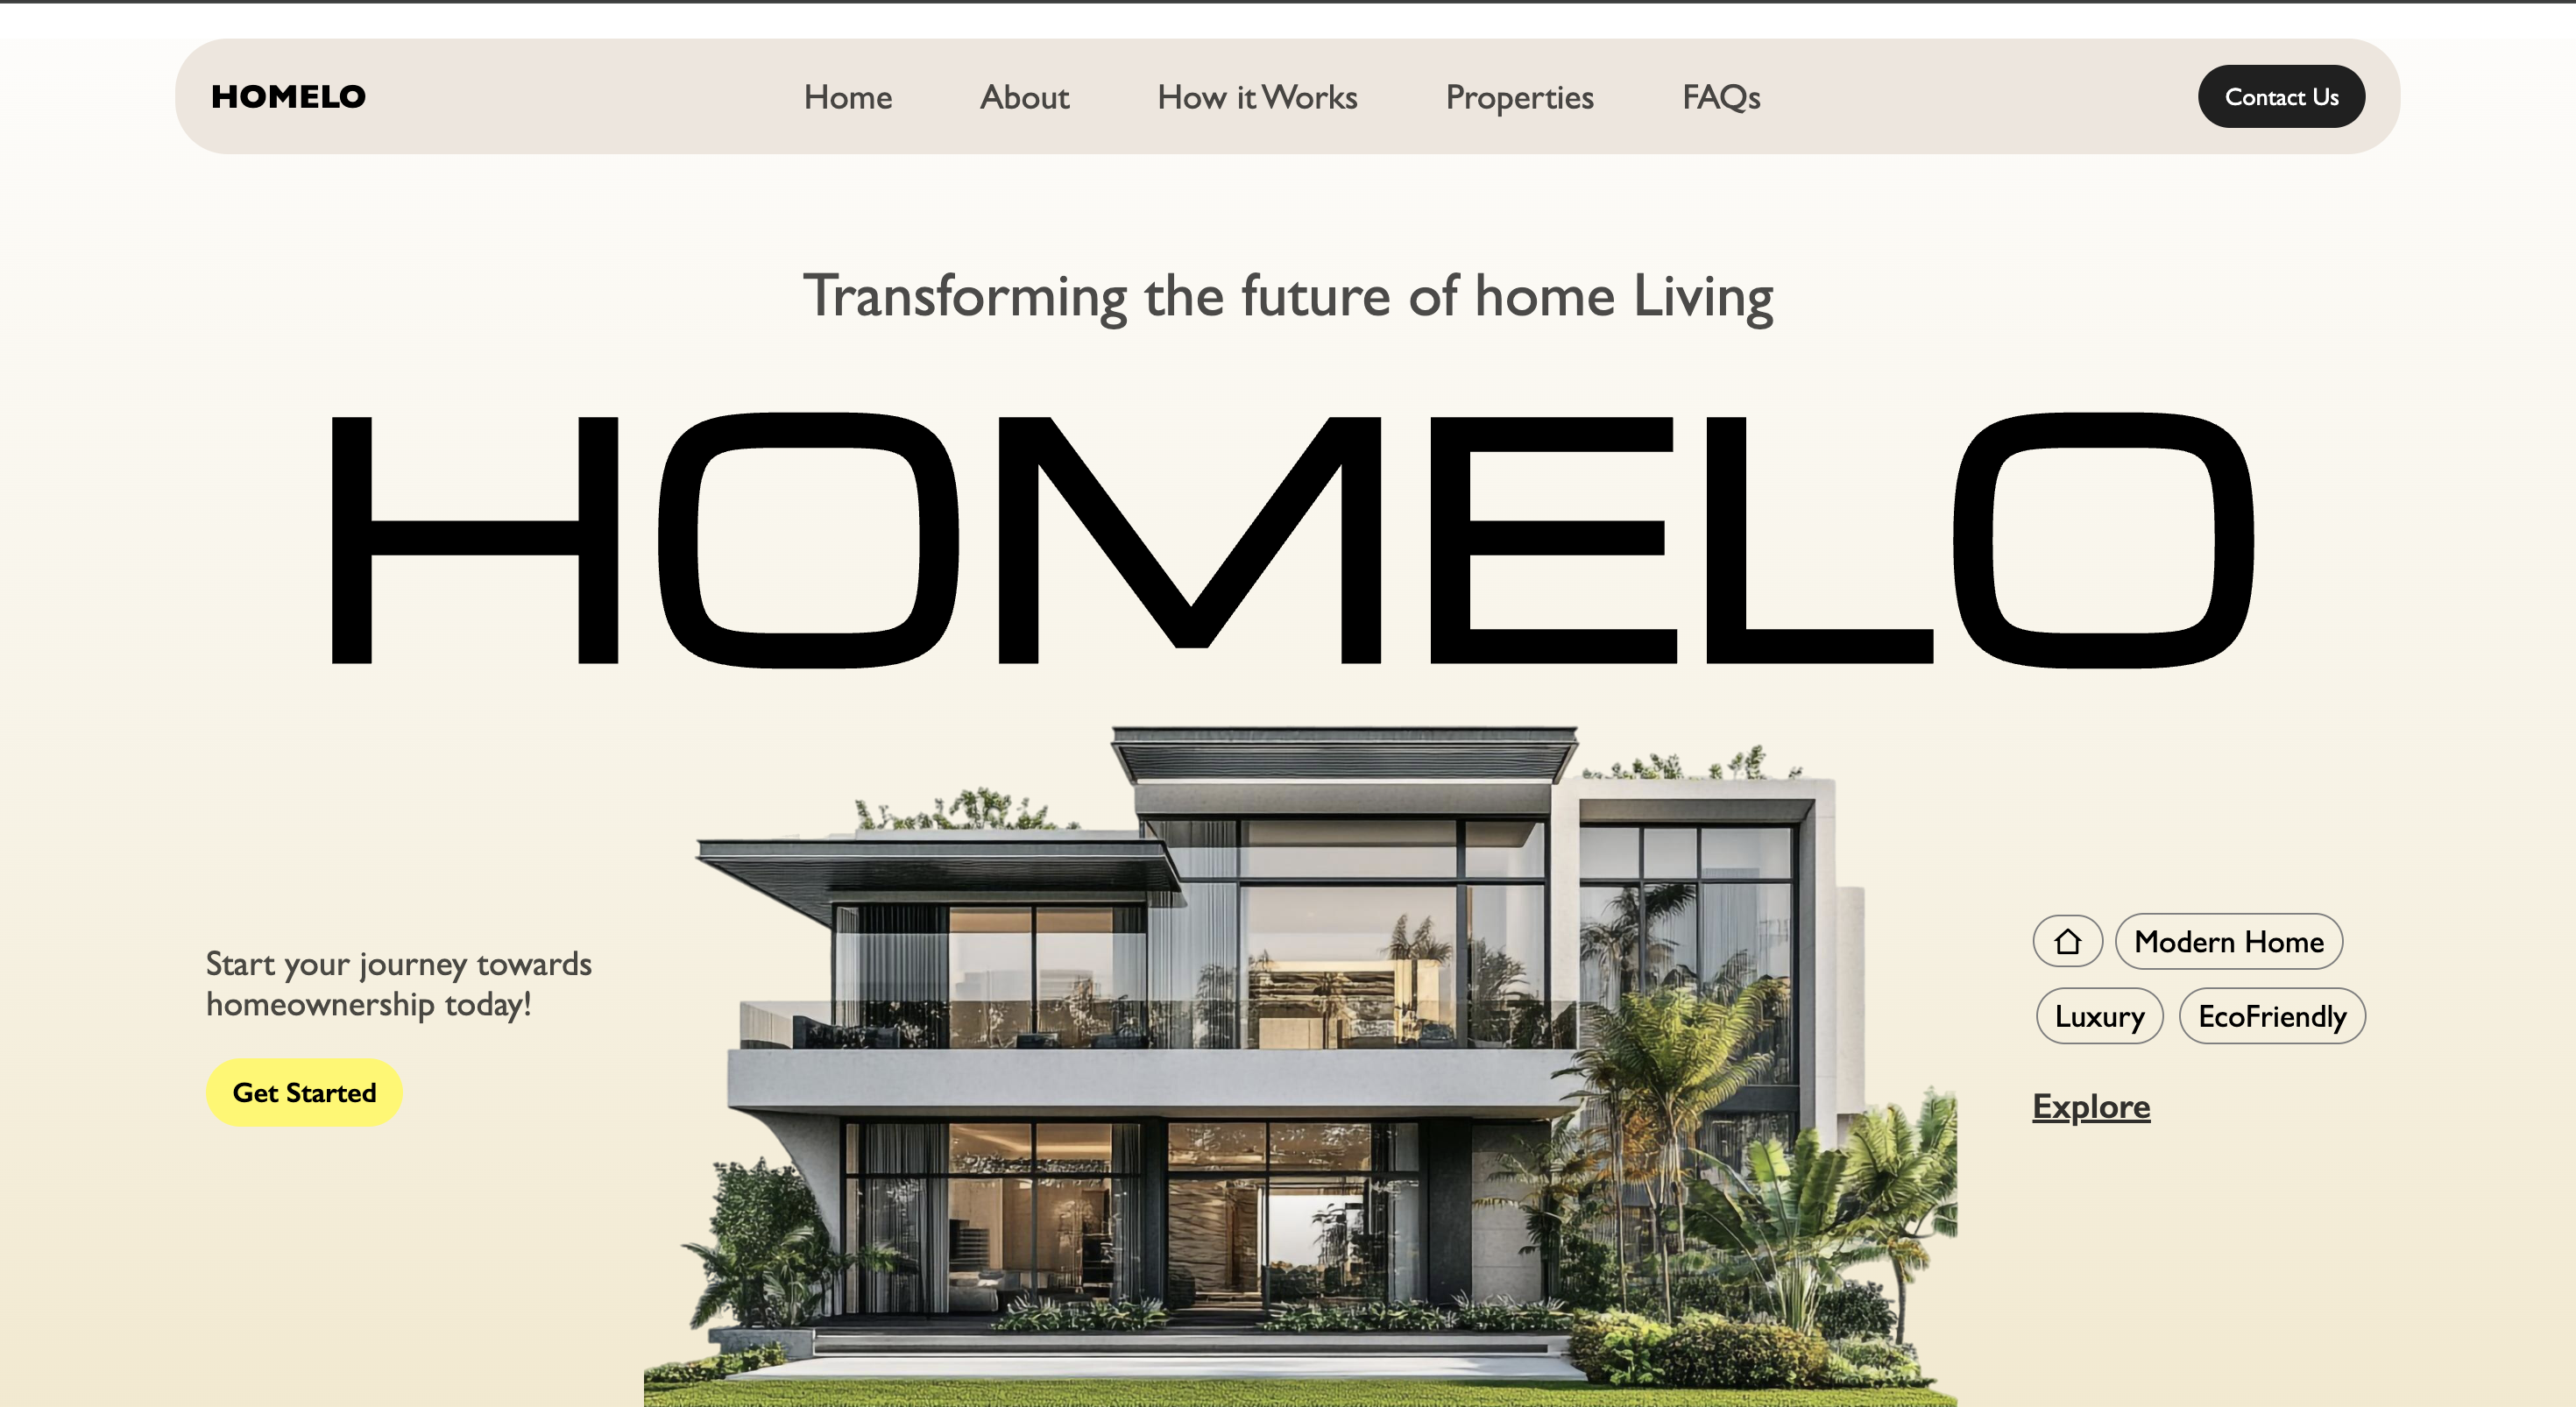 HOMELO
Home About How it Works Properties FAQs
Contact Us
Transforming the future of home Living
HOMELO
Start your journey towards
homeownership today!
Get Started
Modern Home
Luxury EcoFriendly
Explore